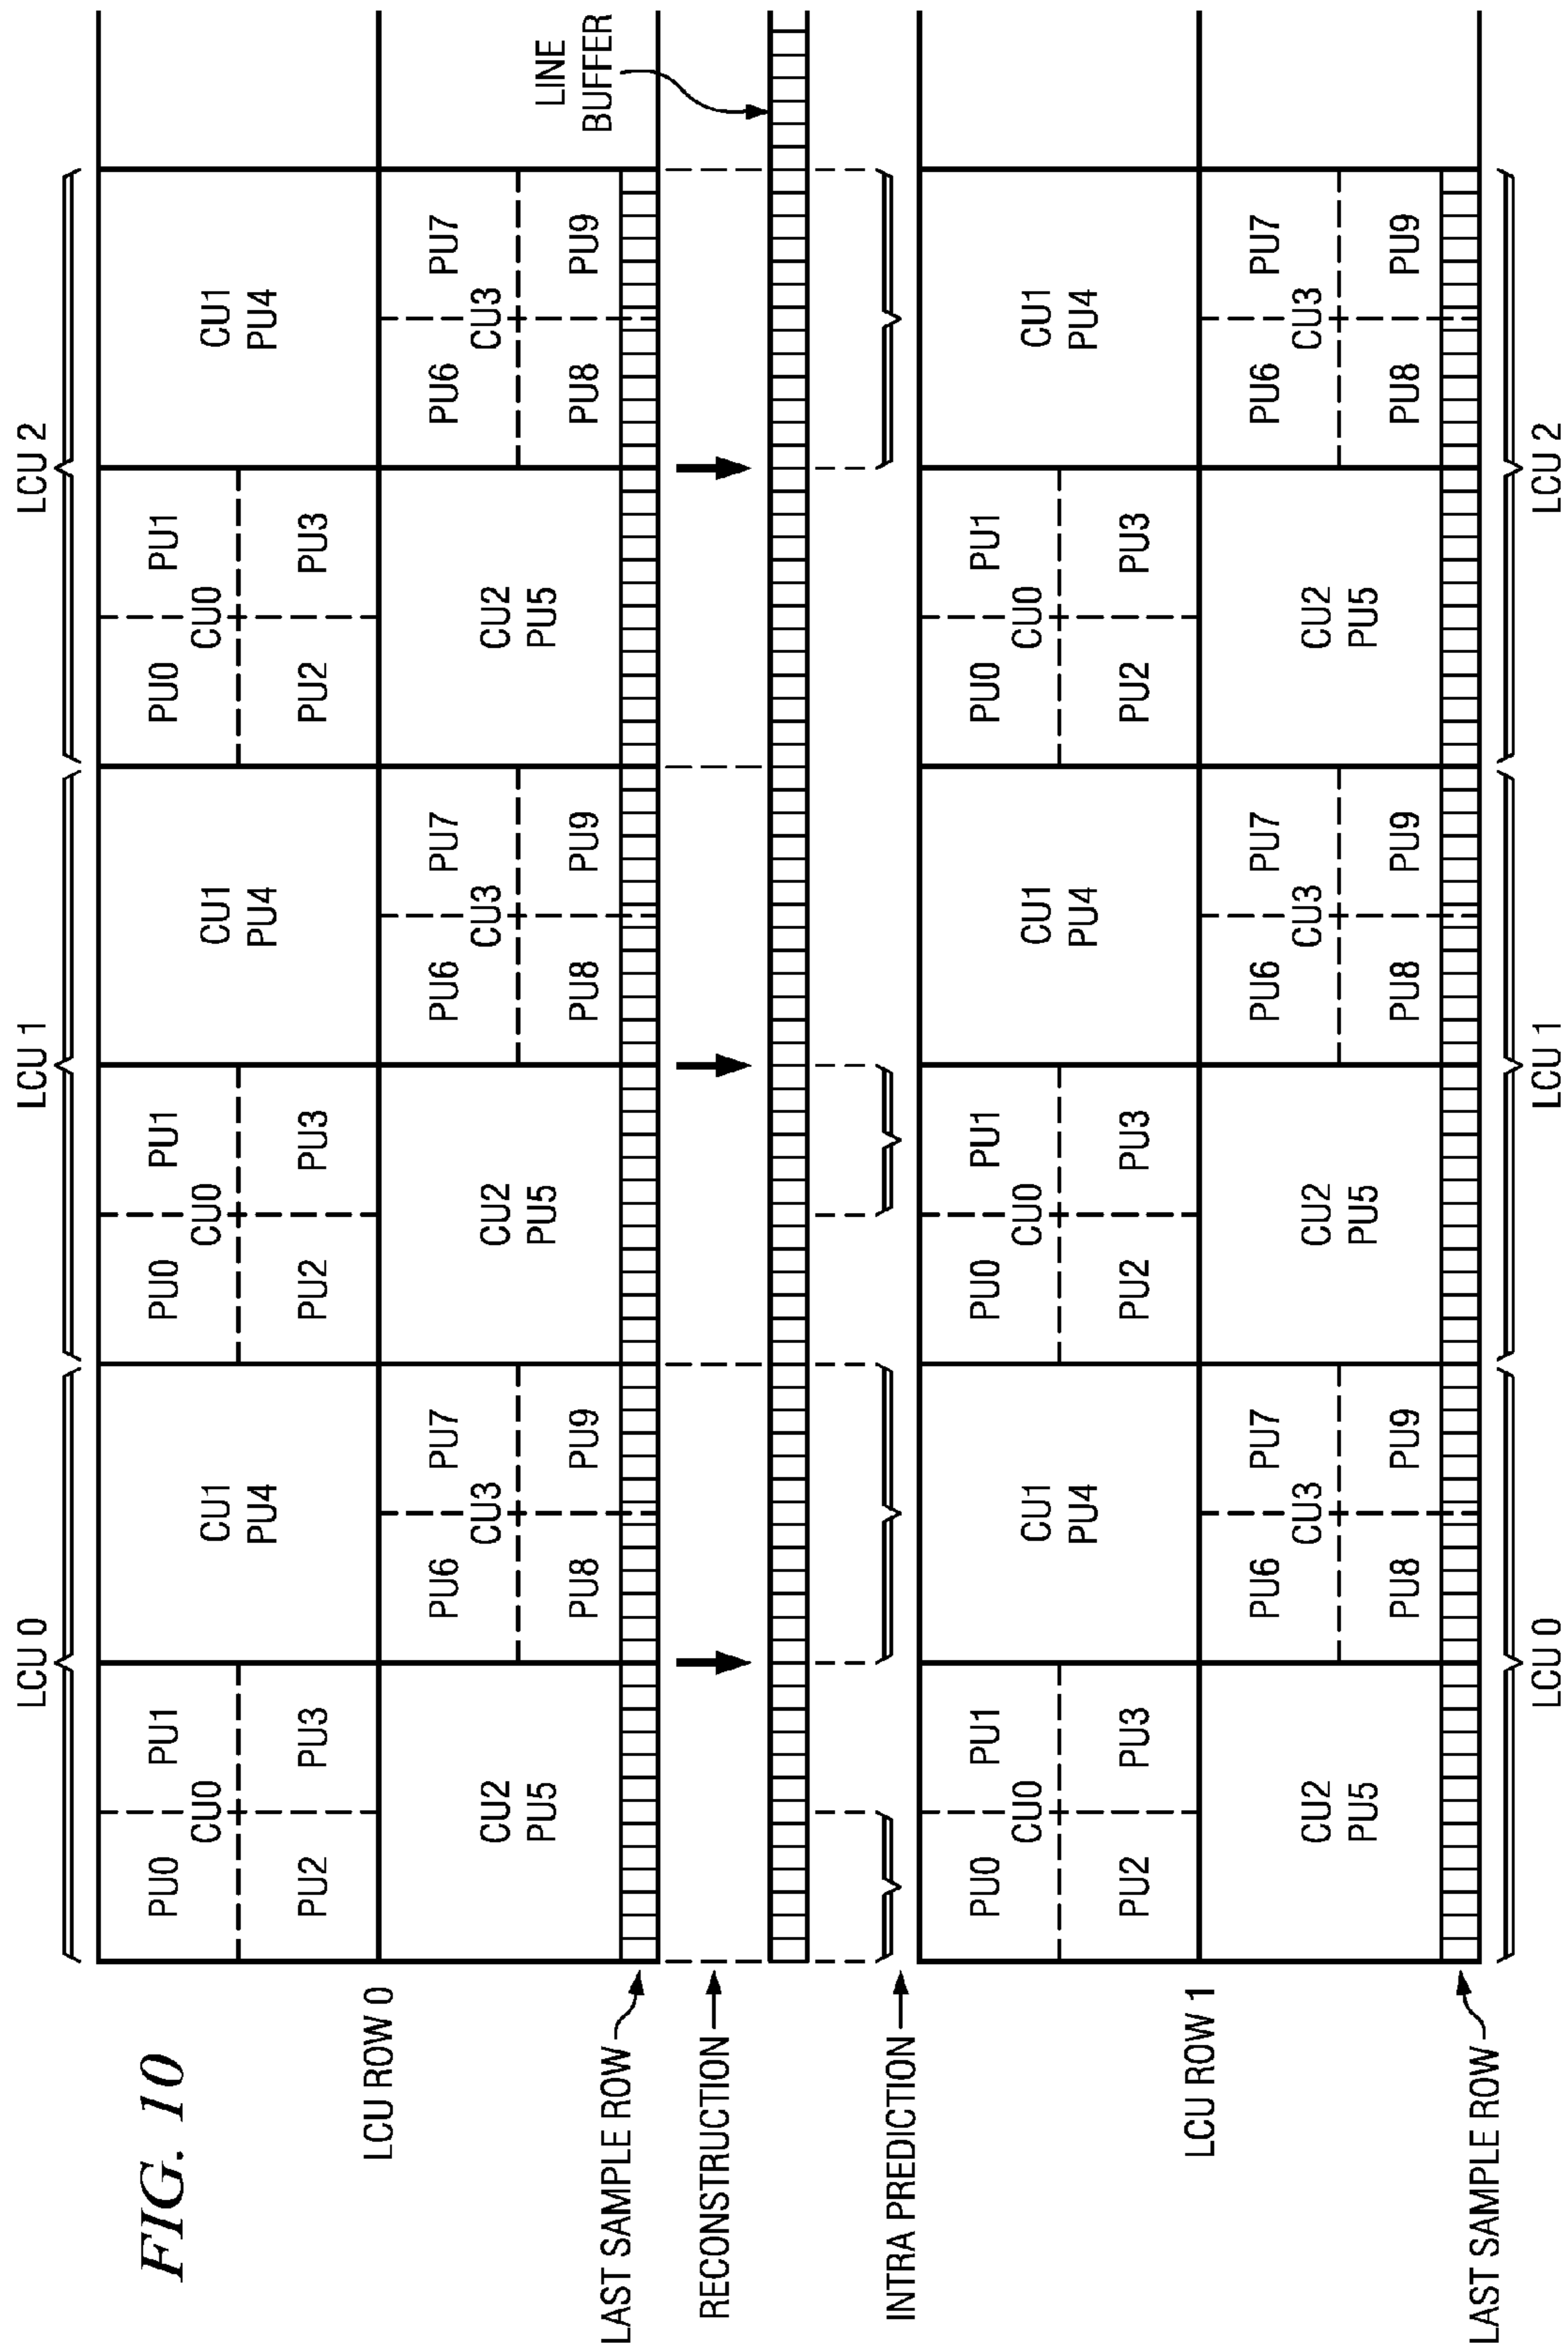 FIG. 10
LCU 0
LCU 1
LCU 2
LCU ROW 0
PU0 PU1 CU1 PU0 PU1 CU1 PU0 PU1 CU1
CU0 PU4 CU0 PU4 CU0 PU4
PU2 PU3 PU2 PU3 PU2 PU3
CU2 PU6 PU7 CU2 PU6 PU7 CU2 PU6 PU7
PU5 CU3 PU5 CU3 PU5 CU3
PU8 PU9 PU8 PU9 PU8 PU9
LAST SAMPLE ROW
LINE
BUFFER
RECONSTRUCTION
INTRA PREDICTION
LCU ROW 1
PU0 PU1 CU1 PU0 PU1 CU1 PU0 PU1 CU1
CU0 PU4 CU0 PU4 CU0 PU4
PU2 PU3 PU2 PU3 PU2 PU3
CU2 PU6 PU7 CU2 PU6 PU7 CU2 PU6 PU7
PU5 CU3 PU5 CU3 PU5 CU3
PU8 PU9 PU8 PU9 PU8 PU9
LAST SAMPLE ROW
LCU 0
LCU 1
LCU 2